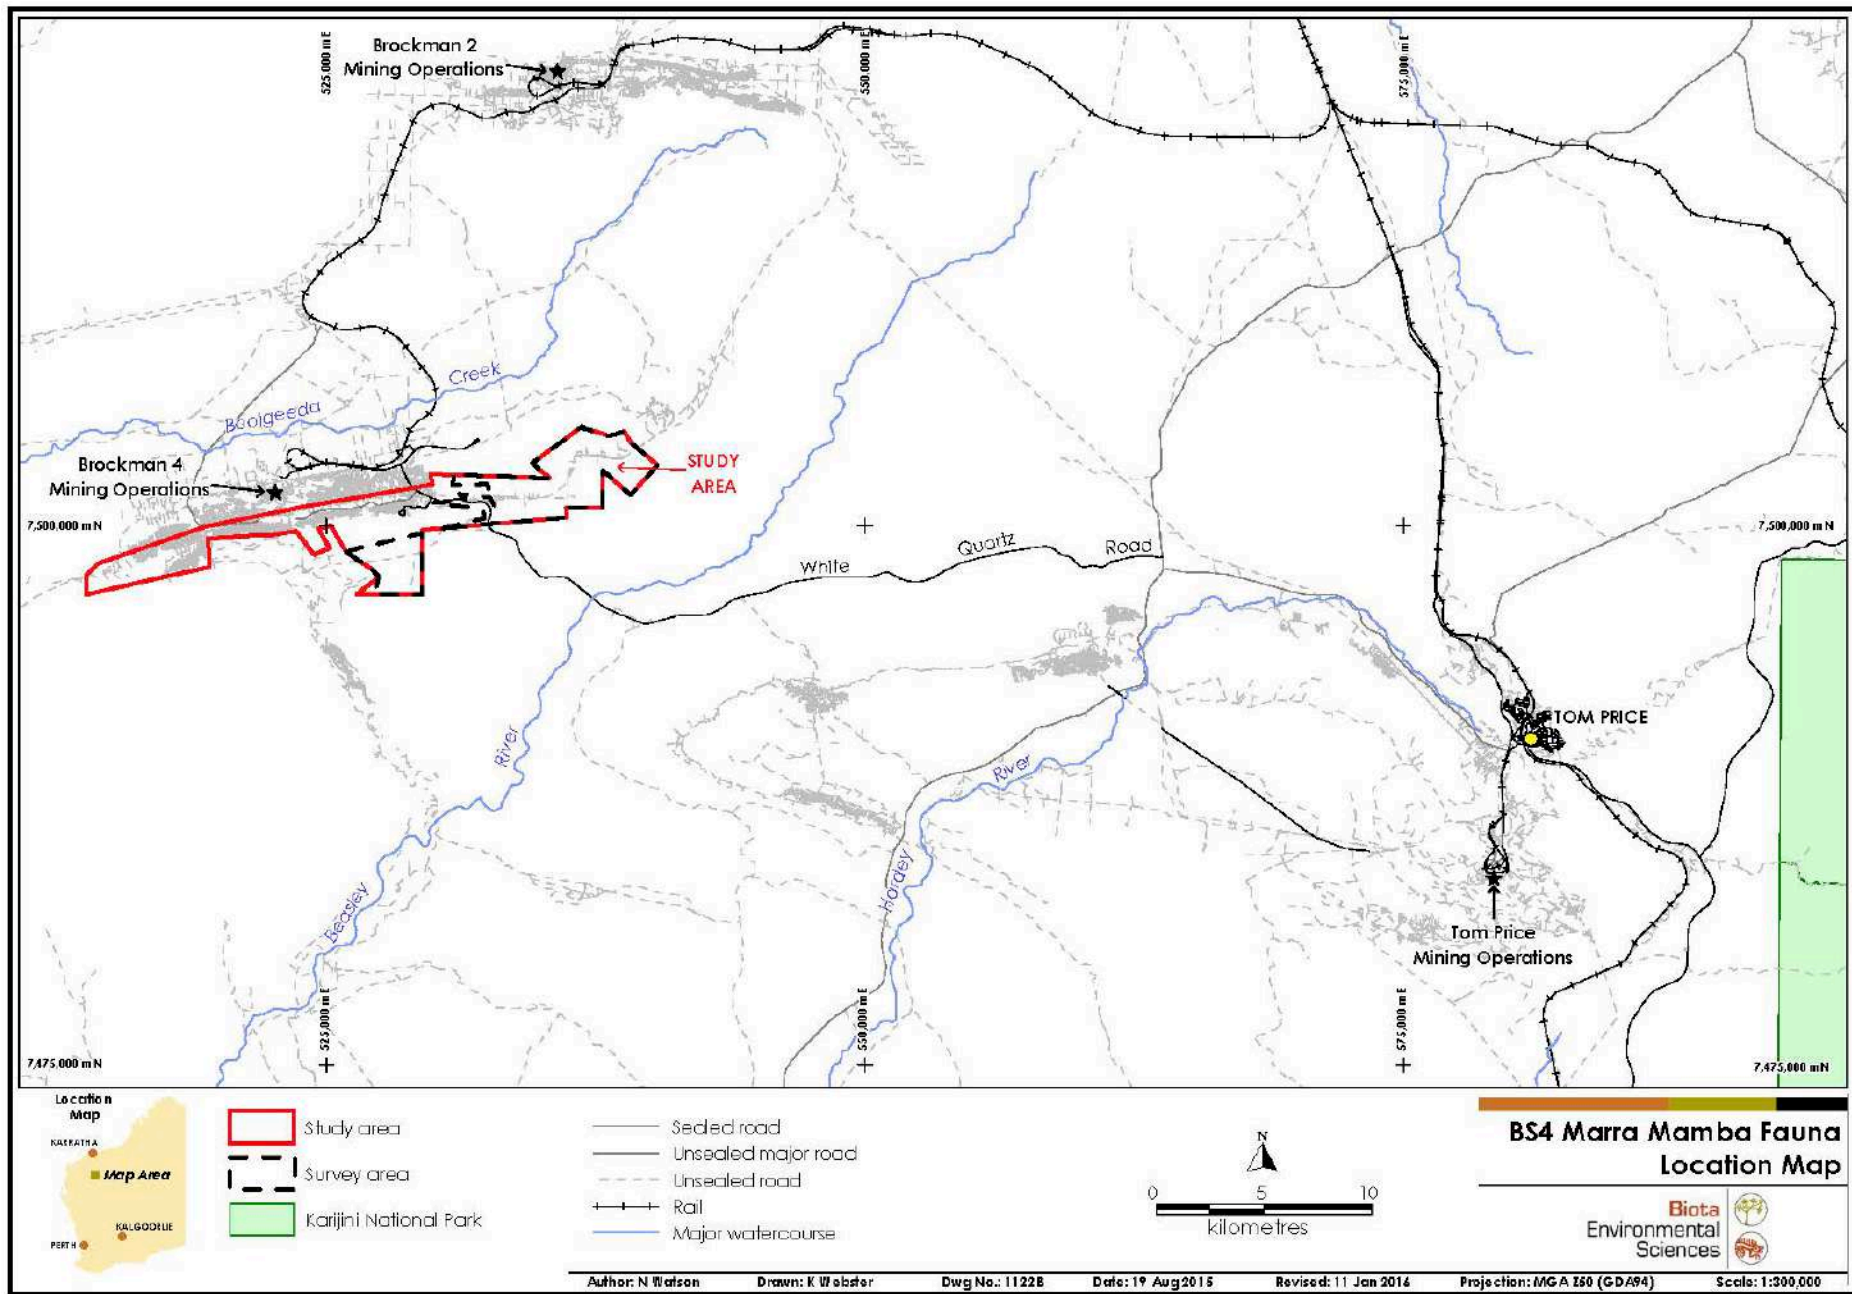 Brockman 2
Mining Operations
525,000 mE
550,000 mE
575,000 mE
Creek
Boolgeeda
Brockman 4
Mining Operations
STUDY
AREA
7,500,000 mN
7,500,000 mN
White
Quartz
Road
River
River
TOM PRICE
Beasley
Hardey
Tom Price
Mining Operations
525,000 mE
550,000 mE
575,000 mE
7,475,000 mN
7,475,000 mN
Location
Map
KARRATHA
Map Area
KALGOORLIE
PERTH
Study area
Survey area
Karijini National Park
Sealed road
Unsealed major road
Unsealed road
Rail
Major watercourse
N
0 5 10
kilometres
BS4 Marra Mamba Fauna
Location Map
Biota
Environmental
Sciences
Author: N Watson Drawn: K Webster Dwg No.: 1122B Date: 19 Aug 2015 Revised: 11 Jan 2016 Projection: MGA Z50 (GDA94) Scale: 1:300,000